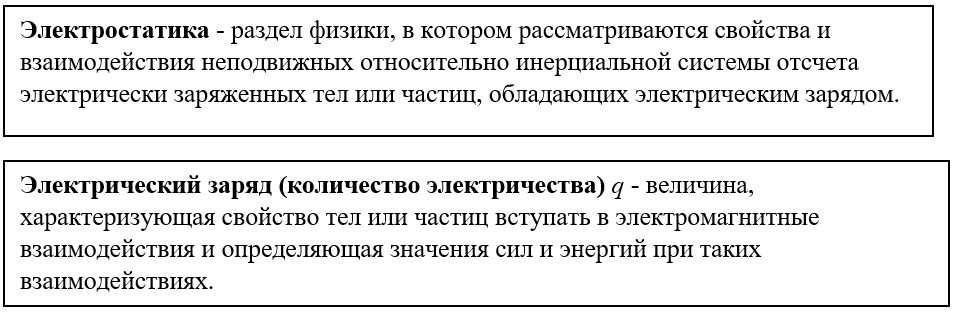 Электростатика - раздел физики, в котором рассматриваются свойства и
взаимодействия неподвижных относительно инерциальной системы отсчета
электрически заряженных тел или частиц, обладающих электрическим зарядом.
Электрический заряд (количество электричества) q - величина,
характеризующая свойство тел или частиц вступать в электромагнитные
взаимодействия и определяющая значения сил и энергий при таких
взаимодействиях.